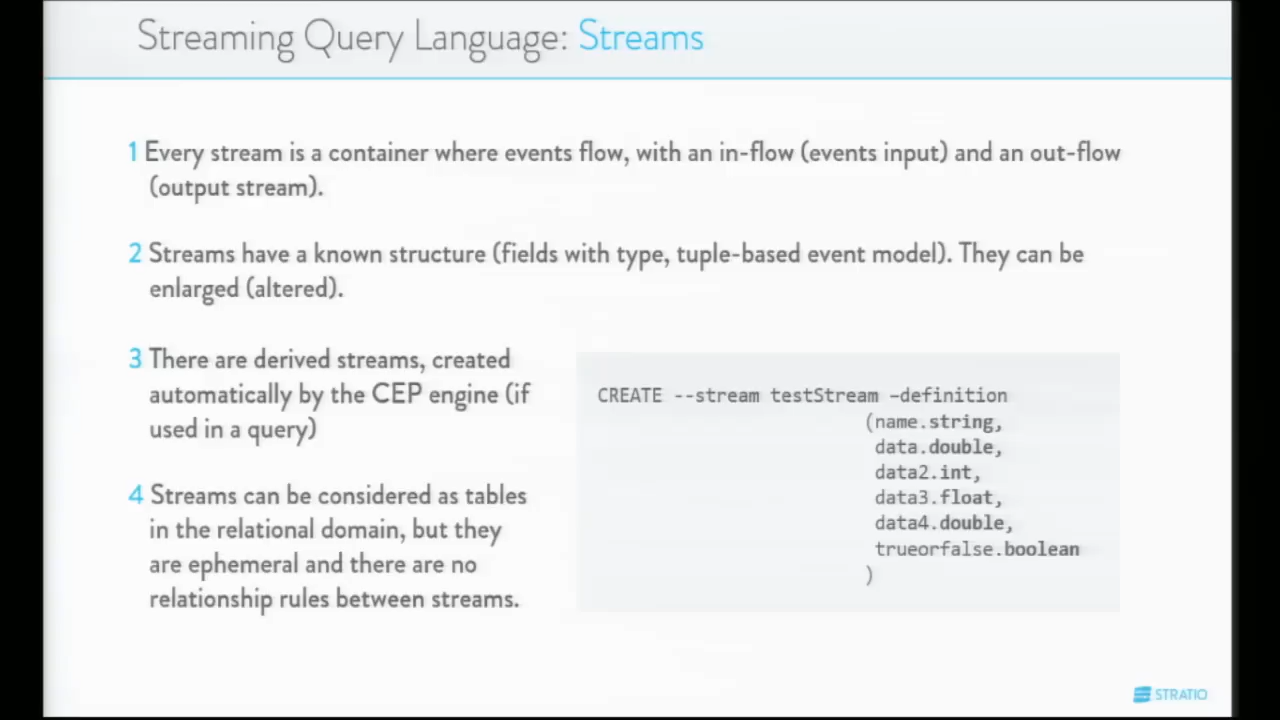 Streaming Query Language: Streams
1 Every stream is a container where events flow, with an in-flow (events input) and an out-flow
(output stream).
2 Streams have a known structure (fields with type, tuple-based event model). They can be
enlarged (altered).
3 There are derived streams, created
automatically by the CEP engine (if
used in a query)
4 Streams can be considered as tables
in the relational domain, but they
are ephemeral and there are no
relationship rules between streams.
CREATE --stream testStream –definition
(name.string,
data.double,
data2.int,
data3.float,
data4.double,
trueorfalse.boolean
)
STRATIO